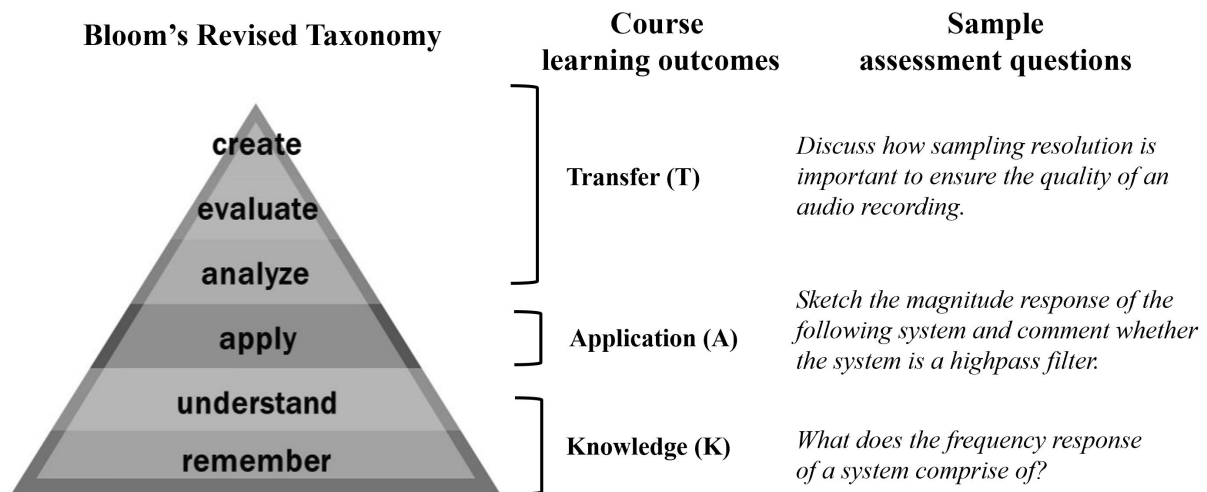 Bloom’s Revised Taxonomy
Course
learning outcomes
Sample
assessment questions
create
evaluate
analyze
apply
understand
remember
Transfer (T)
Application (A)
Knowledge (K)
Discuss how sampling resolution is
important to ensure the quality of an
audio recording.
Sketch the magnitude response of the
following system and comment whether
the system is a highpass filter.
What does the frequency response
of a system comprise of?